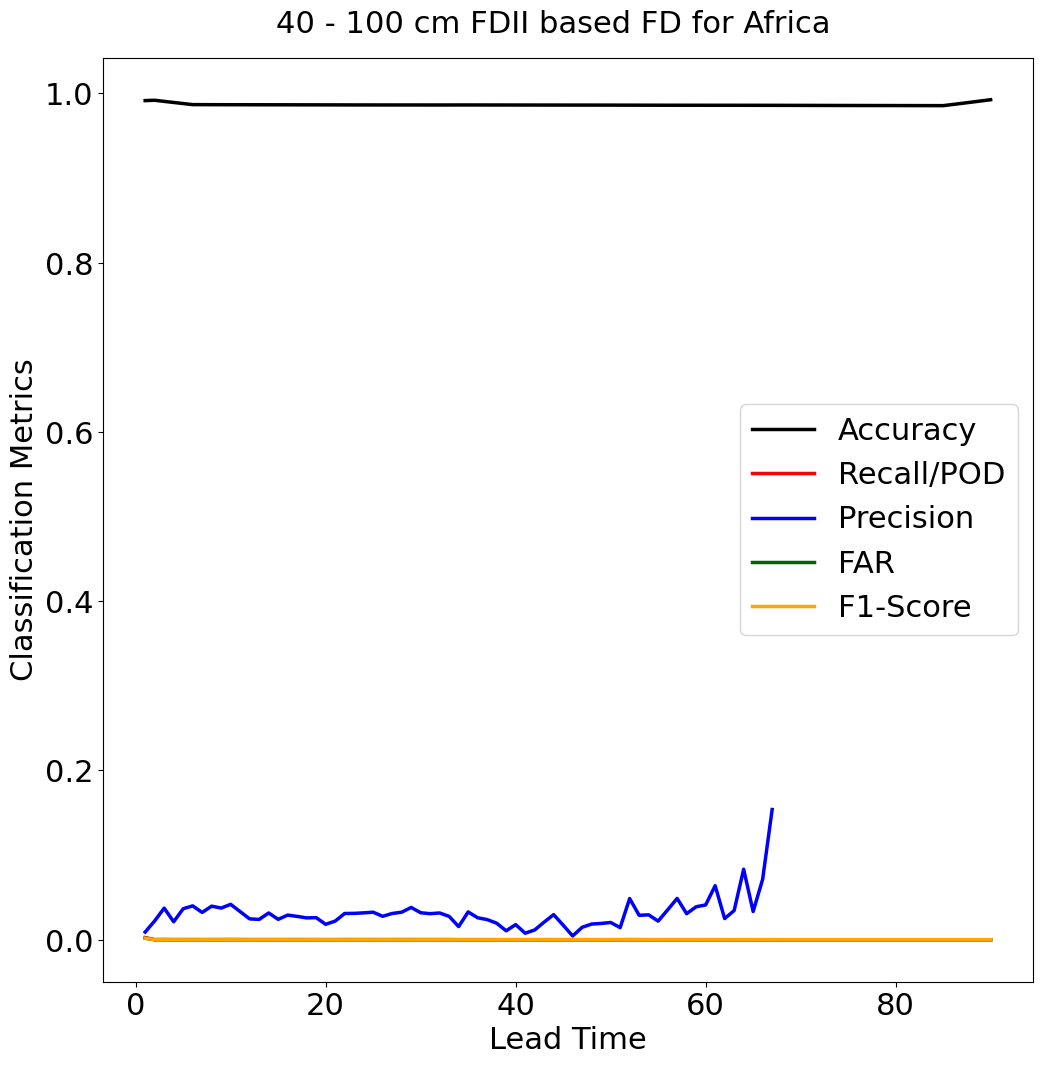 40 - 100 cm FDII based FD for Africa
1.0
0.8
0.6
0.4
0.2
0.0
Classification Metrics
Accuracy
Recall/POD
Precision
FAR
F1-Score
0 20 40 60 80
Lead Time